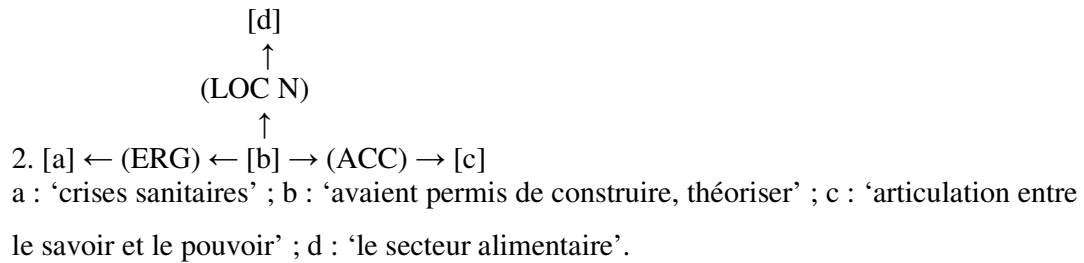 [d]
↑
(LOC N)
↑
2. [a] ← (ERG) ← [b] → (ACC) → [c]
a : ‘crises sanitaires’ ; b : ‘avaient permis de construire, théoriser’ ; c : ‘articulation entre
le savoir et le pouvoir’ ; d : ‘le secteur alimentaire’.